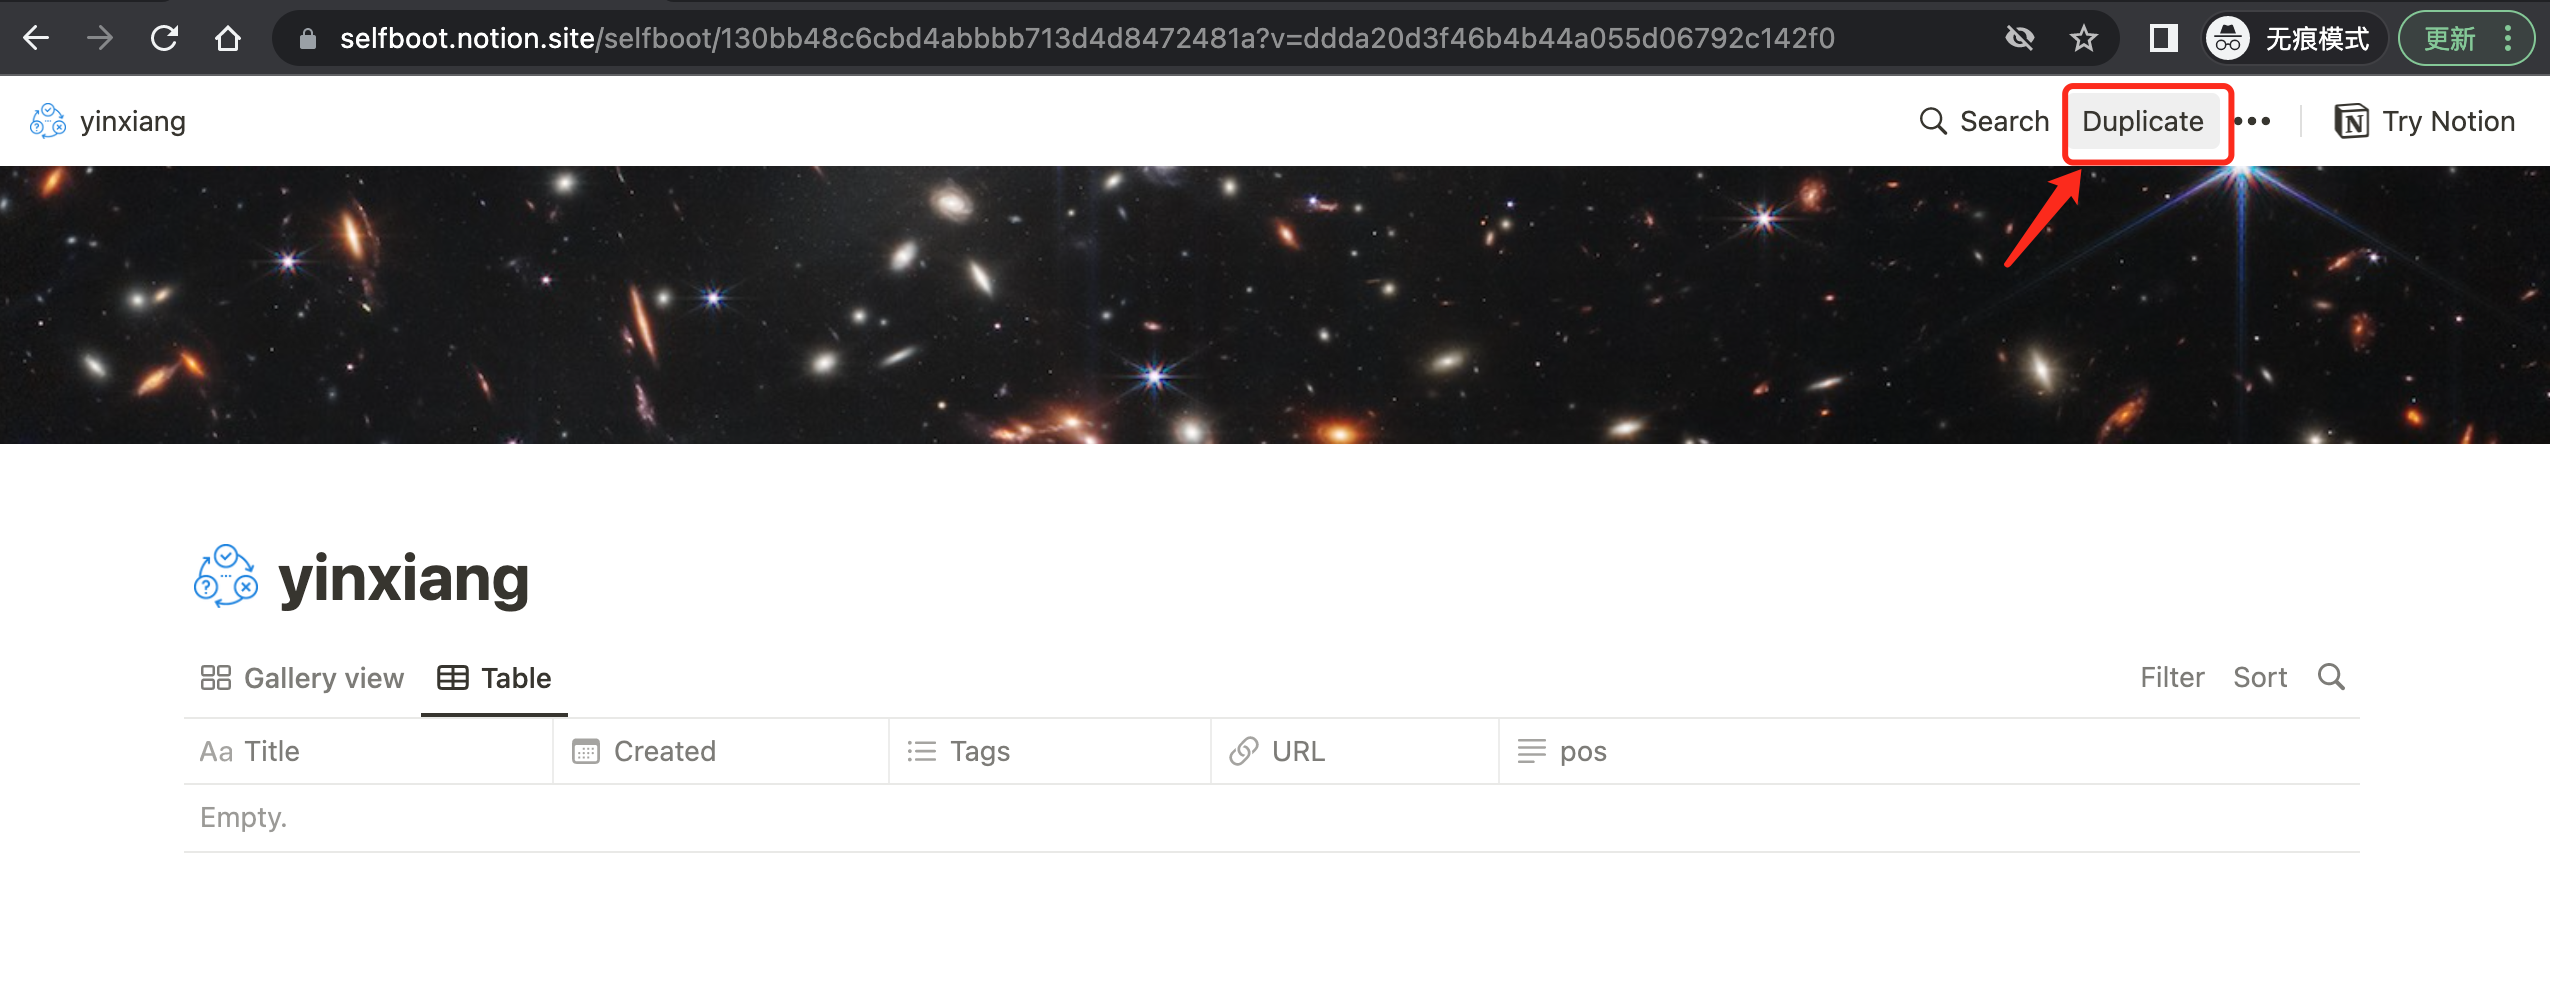 selfboot.notion.site/selfboot/130bb48c6cbd4abbbb713d4d8472481a?v=ddda20d3f46b4b44a055d06792c142f0 无痕模式 更新
yinxiang Search Duplicate Try Notion
yinxiang
Gallery view Table Filter Sort
Aa Title Created Tags URL pos
Empty.